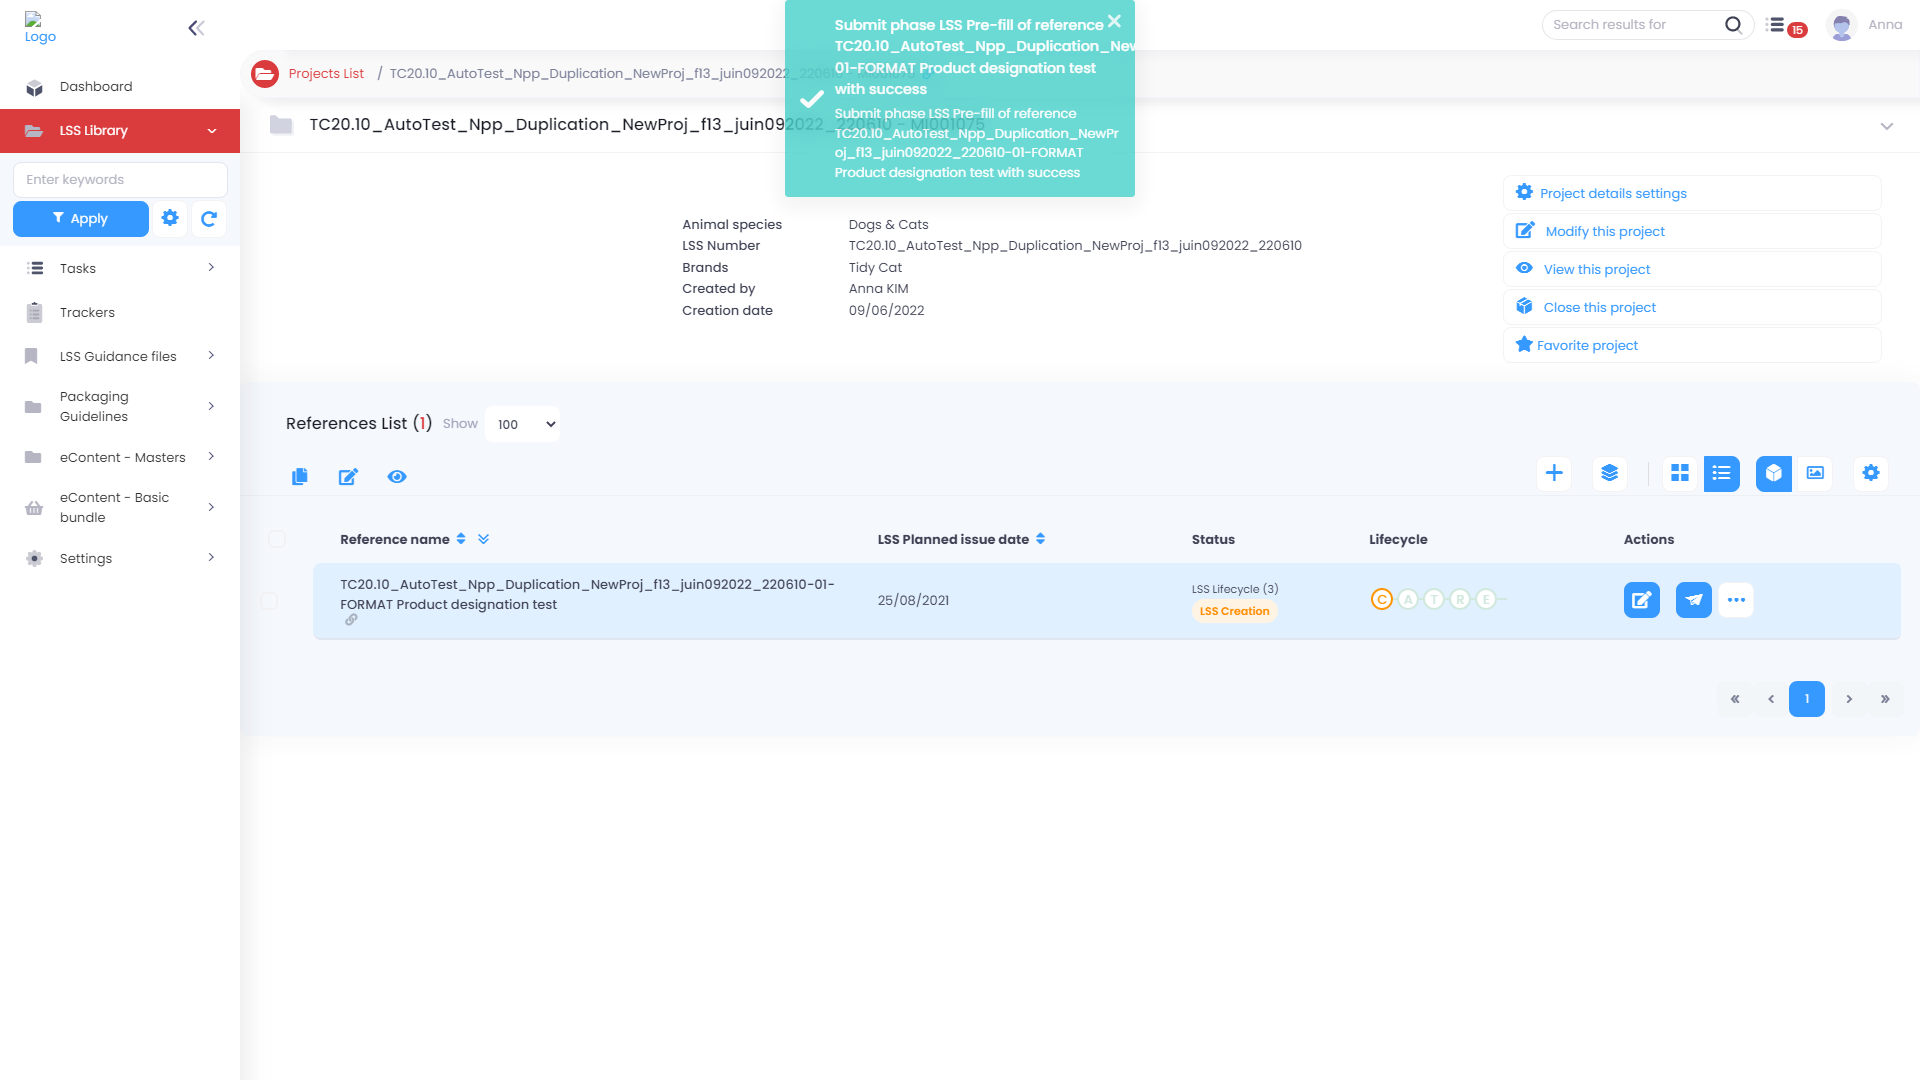 Logo
Dashboard
LSS Library
Enter keywords
Apply
Tasks
Trackers
LSS Guidance files
Packaging
Guidelines
eContent - Masters
eContent - Basic
bundle
Settings
Search results for
15
Anna
Submit phase LSS Pre-fill of reference
TC20.10_AutoTest_Npp_Duplication_New
01-FORMAT Product designation test
with success
Submit phase LSS Pre-fill of reference
TC20.10_AutoTest_Npp_Duplication_NewPr
oj_f13_juin092022_220610-01-FORMAT
Product designation test with success
Projects List / TC20.10_AutoTest_Npp_Duplication_NewProj_f13_juin092022_220610
TC20.10_AutoTest_Npp_Duplication_NewProj_f13_juin092022_220610 - MI001075
Animal species Dogs & Cats
LSS Number TC20.10_AutoTest_Npp_Duplication_NewProj_f13_juin092022_220610
Brands Tidy Cat
Created by Anna KIM
Creation date 09/06/2022
Project details settings
Modify this project
View this project
Close this project
Favorite project
References List (1) Show 100
Reference name LSS Planned issue date Status Lifecycle Actions
TC20.10_AutoTest_Npp_Duplication_NewProj_f13_juin092022_220610-01-
FORMAT Product designation test
25/08/2021
LSS Lifecycle (3)
LSS Creation
C A T R E
« ‹ 1 › »